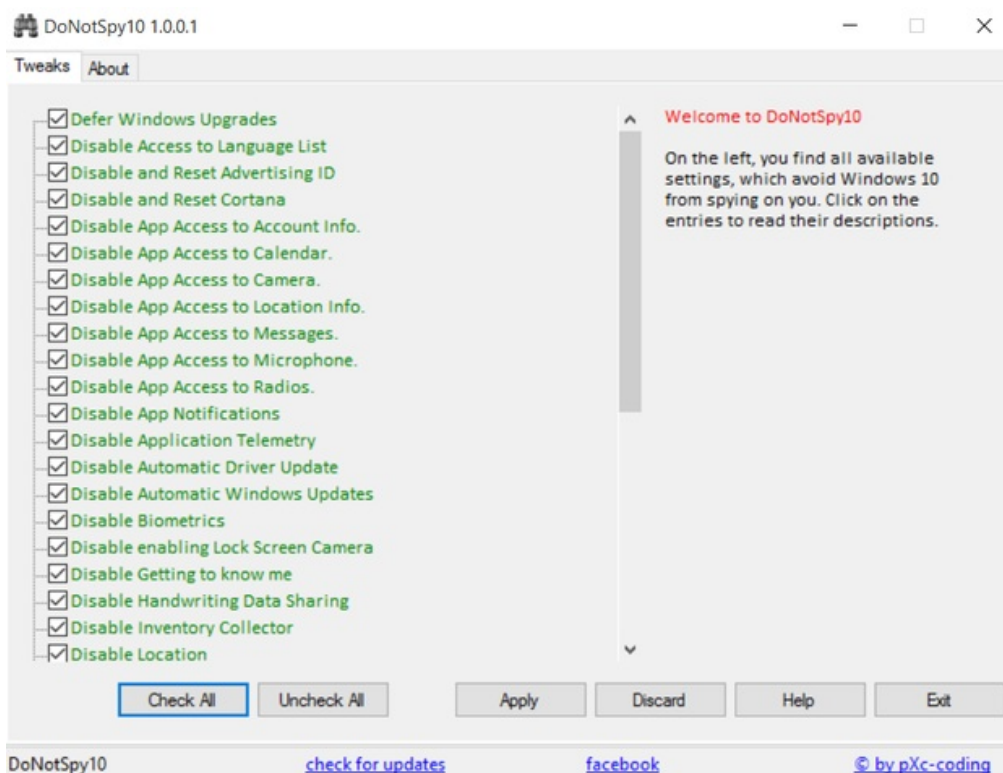 DoNotSpy10 1.0.0.1
Tweaks About
Defer Windows Upgrades
Disable Access to Language List
Disable and Reset Advertising ID
Disable and Reset Cortana
Disable App Access to Account Info.
Disable App Access to Calendar.
Disable App Access to Camera.
Disable App Access to Location Info.
Disable App Access to Messages.
Disable App Access to Microphone.
Disable App Access to Radios.
Disable App Notifications
Disable Application Telemetry
Disable Automatic Driver Update
Disable Automatic Windows Updates
Disable Biometrics
Disable enabling Lock Screen Camera
Disable Getting to know me
Disable Handwriting Data Sharing
Disable Inventory Collector
Disable Location
Welcome to DoNotSpy10
On the left, you find all available
settings, which avoid Windows 10
from spying on you. Click on the
entries to read their descriptions.
Check All Uncheck All Apply Discard Help Exit
DoNotSpy10 check for updates facebook © by pXc-coding